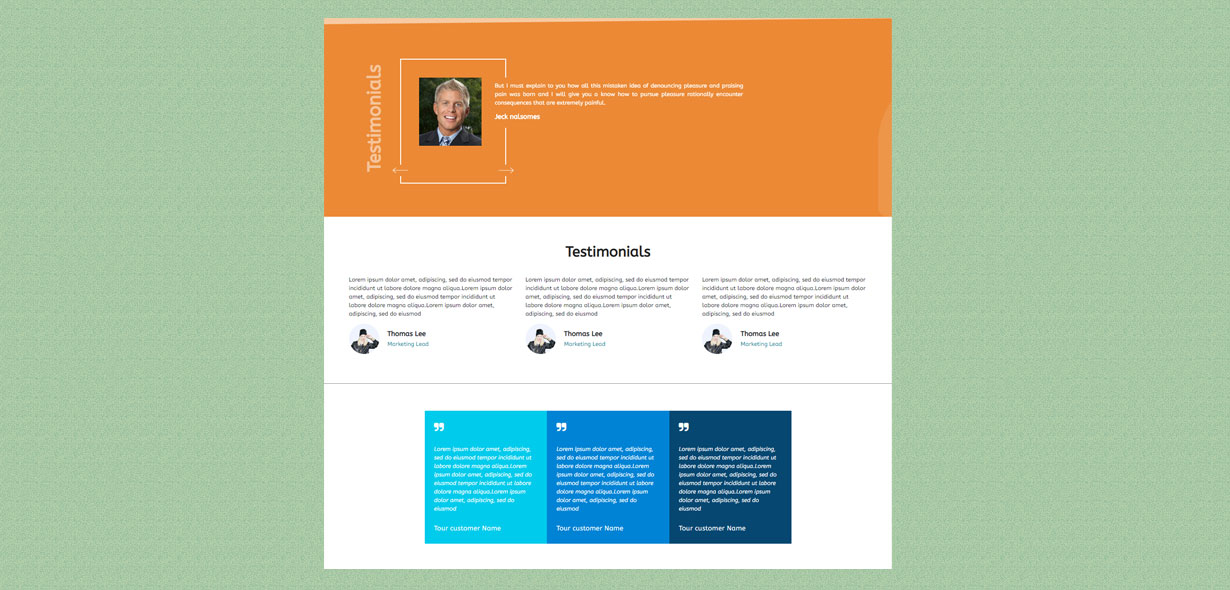 Testimonials
But I must explain to you how all this mistaken idea of denouncing pleasure and praising
pain was born and I will give you a know how to pursue pleasure rationally encounter
consequences that are extremely painful.
Jeck nalsomes
Testimonials
Lorem ipsum dolor amet, adipiscing, sed do eiusmod tempor
incididunt ut labore dolore magna aliqua.Lorem ipsum dolor
amet, adipiscing, sed do eiusmod tempor incididunt ut
labore dolore magna aliqua.Lorem ipsum dolor amet,
adipiscing, sed do eiusmod
Thomas Lee
Marketing Lead
Lorem ipsum dolor amet, adipiscing, sed do eiusmod tempor
incididunt ut labore dolore magna aliqua.Lorem ipsum dolor
amet, adipiscing, sed do eiusmod tempor incididunt ut
labore dolore magna aliqua.Lorem ipsum dolor amet,
adipiscing, sed do eiusmod
Thomas Lee
Marketing Lead
Lorem ipsum dolor amet, adipiscing, sed do eiusmod tempor
incididunt ut labore dolore magna aliqua.Lorem ipsum dolor
amet, adipiscing, sed do eiusmod tempor incididunt ut
labore dolore magna aliqua.Lorem ipsum dolor amet,
adipiscing, sed do eiusmod
Thomas Lee
Marketing Lead
Lorem ipsum dolor amet, adipiscing,
sed do eiusmod tempor incididunt ut
labore dolore magna aliqua.Lorem
ipsum dolor amet, adipiscing, sed do
eiusmod tempor incididunt ut labore
dolore magna aliqua.Lorem ipsum
dolor amet, adipiscing, sed do
eiusmod
Tour customer Name
Lorem ipsum dolor amet, adipiscing,
sed do eiusmod tempor incididunt ut
labore dolore magna aliqua.Lorem
ipsum dolor amet, adipiscing, sed do
eiusmod tempor incididunt ut labore
dolore magna aliqua.Lorem ipsum
dolor amet, adipiscing, sed do
eiusmod
Tour customer Name
Lorem ipsum dolor amet, adipiscing,
sed do eiusmod tempor incididunt ut
labore dolore magna aliqua.Lorem
ipsum dolor amet, adipiscing, sed do
eiusmod tempor incididunt ut labore
dolore magna aliqua.Lorem ipsum
dolor amet, adipiscing, sed do
eiusmod
Tour customer Name